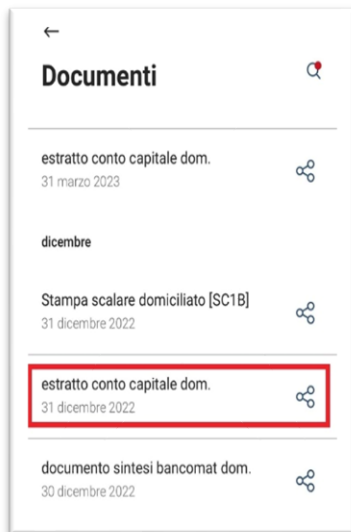 Documenti
estratto conto capitale dom.
31 marzo 2023
dicembre
Stampa scalare domiciliato [SC1B]
31 dicembre 2022
estratto conto capitale dom.
31 dicembre 2022
documento sintesi bancomat dom.
30 dicembre 2022